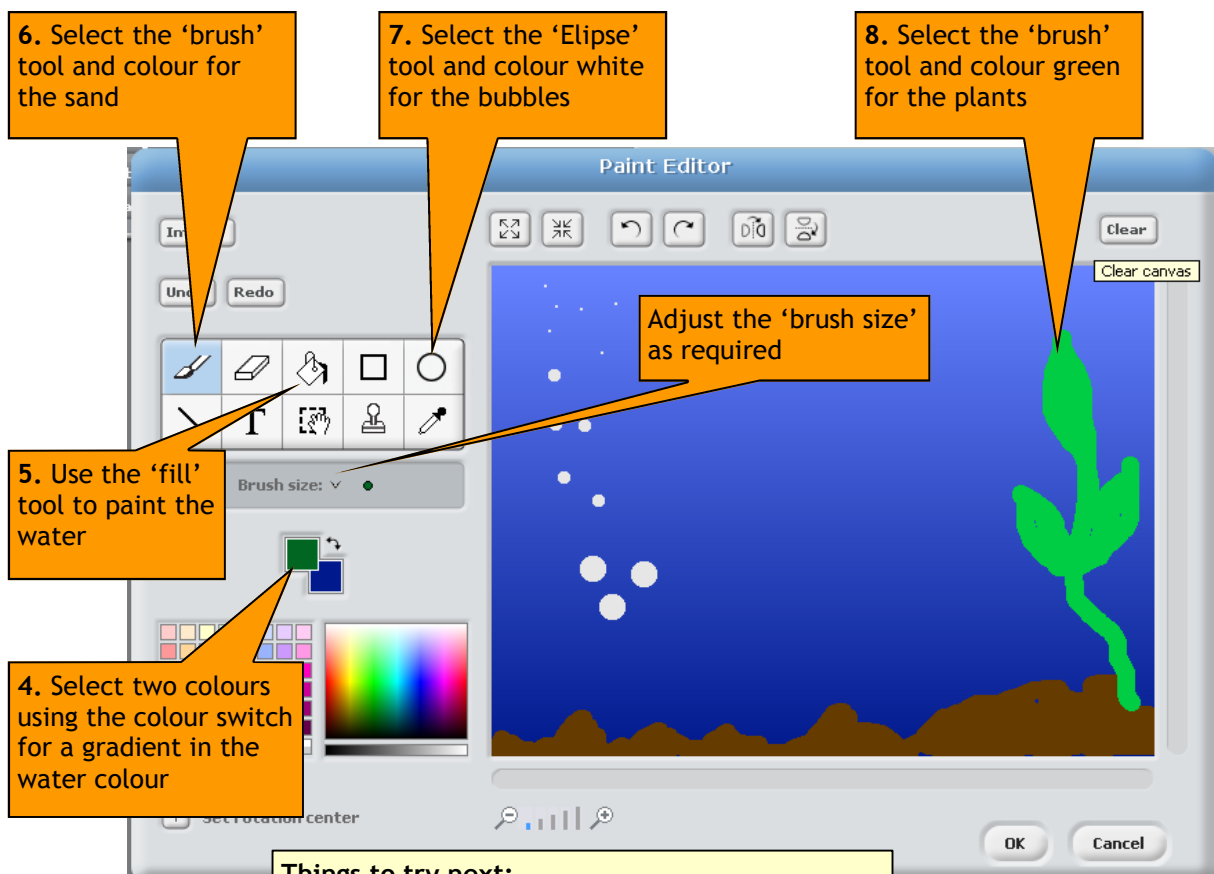 6. Select the ‘brush’
tool and colour for
the sand
7. Select the ‘Elipse’
tool and colour white
for the bubbles
8. Select the ‘brush’
tool and colour green
for the plants
Paint Editor
Clear
Clear canvas
Redo
Adjust the ‘brush size’
as required
T
5. Use the ‘fill’
tool to paint the
water
Brush size:
4. Select two colours
using the colour switch
for a gradient in the
water colour
center
OK
Cancel
Things to try next: